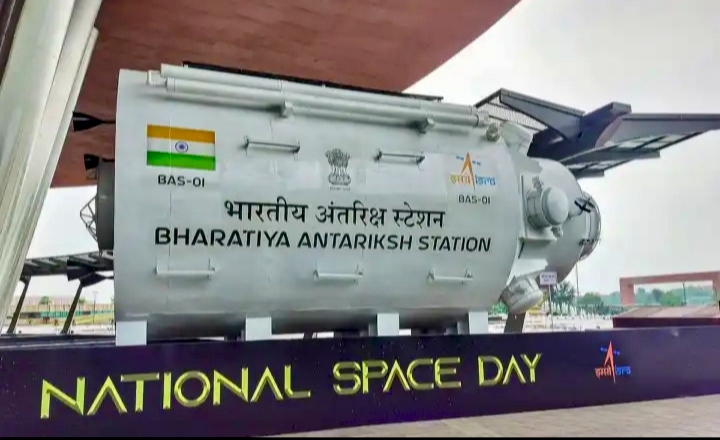 BAS-01
इसरो isro
BAS-01
भारतीय अंतरिक्ष स्टेशन
BHARATIYA ANTARIKSH STATION
NATIONAL SPACE DAY
इसरो isro